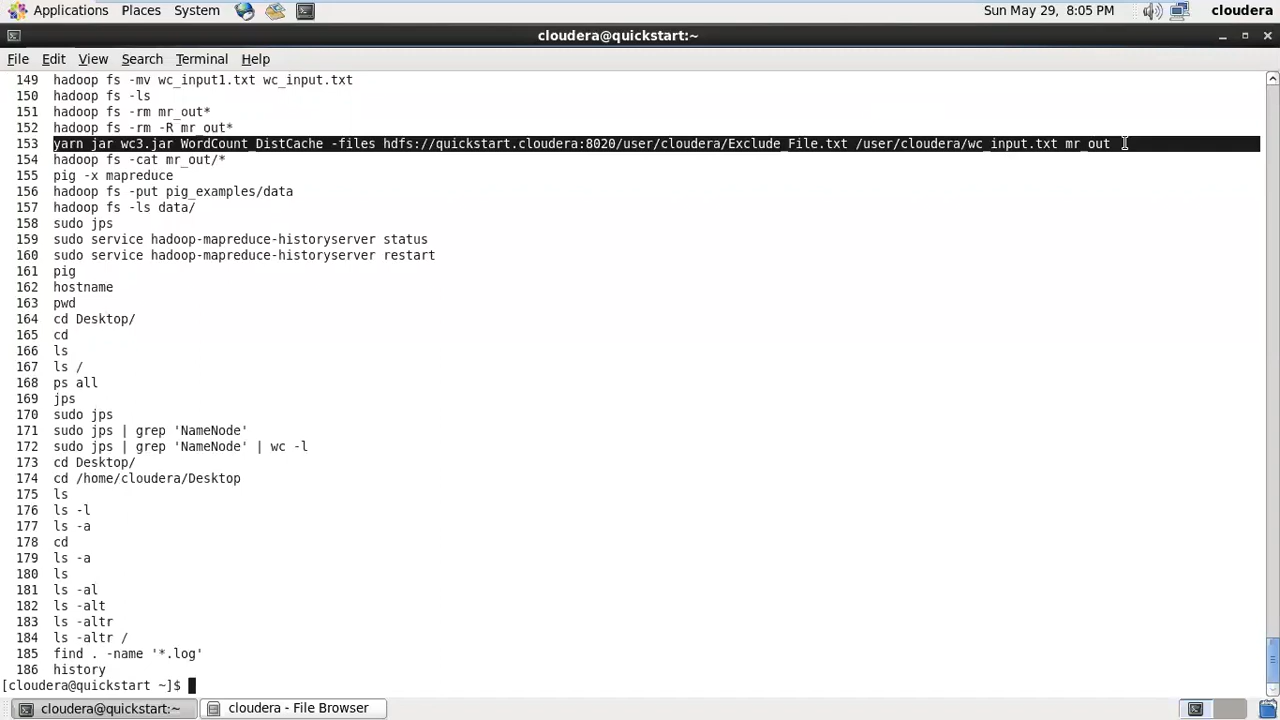 Applications Places System Sun May 29, 8:05 PM cloudera
cloudera@quickstart:~
File Edit View Search Terminal Help
149 hadoop fs -mv wc_input1.txt wc_input.txt
150 hadoop fs -ls
151 hadoop fs -rm mr_out*
152 hadoop fs -rm -R mr_out*
153 yarn jar wc3.jar WordCount_DistCache -files hdfs://quickstart.cloudera:8020/user/cloudera/Exclude_File.txt /user/cloudera/wc_input.txt mr_out
154 hadoop fs -cat mr_out/*
155 pig -x mapreduce
156 hadoop fs -put pig_examples/data
157 hadoop fs -ls data/
158 sudo jps
159 sudo service hadoop-mapreduce-historyserver status
160 sudo service hadoop-mapreduce-historyserver restart
161 pig
162 hostname
163 pwd
164 cd Desktop/
165 cd
166 ls
167 ls /
168 ps all
169 jps
170 sudo jps
171 sudo jps | grep 'NameNode'
172 sudo jps | grep 'NameNode' | wc -l
173 cd Desktop/
174 cd /home/cloudera/Desktop
175 ls
176 ls -l
177 ls -a
178 cd
179 ls -a
180 ls
181 ls -al
182 ls -alt
183 ls -altr
184 ls -altr /
185 find . -name '*.log'
186 history
[cloudera@quickstart ~]$
cloudera@quickstart:~ cloudera - File Browser